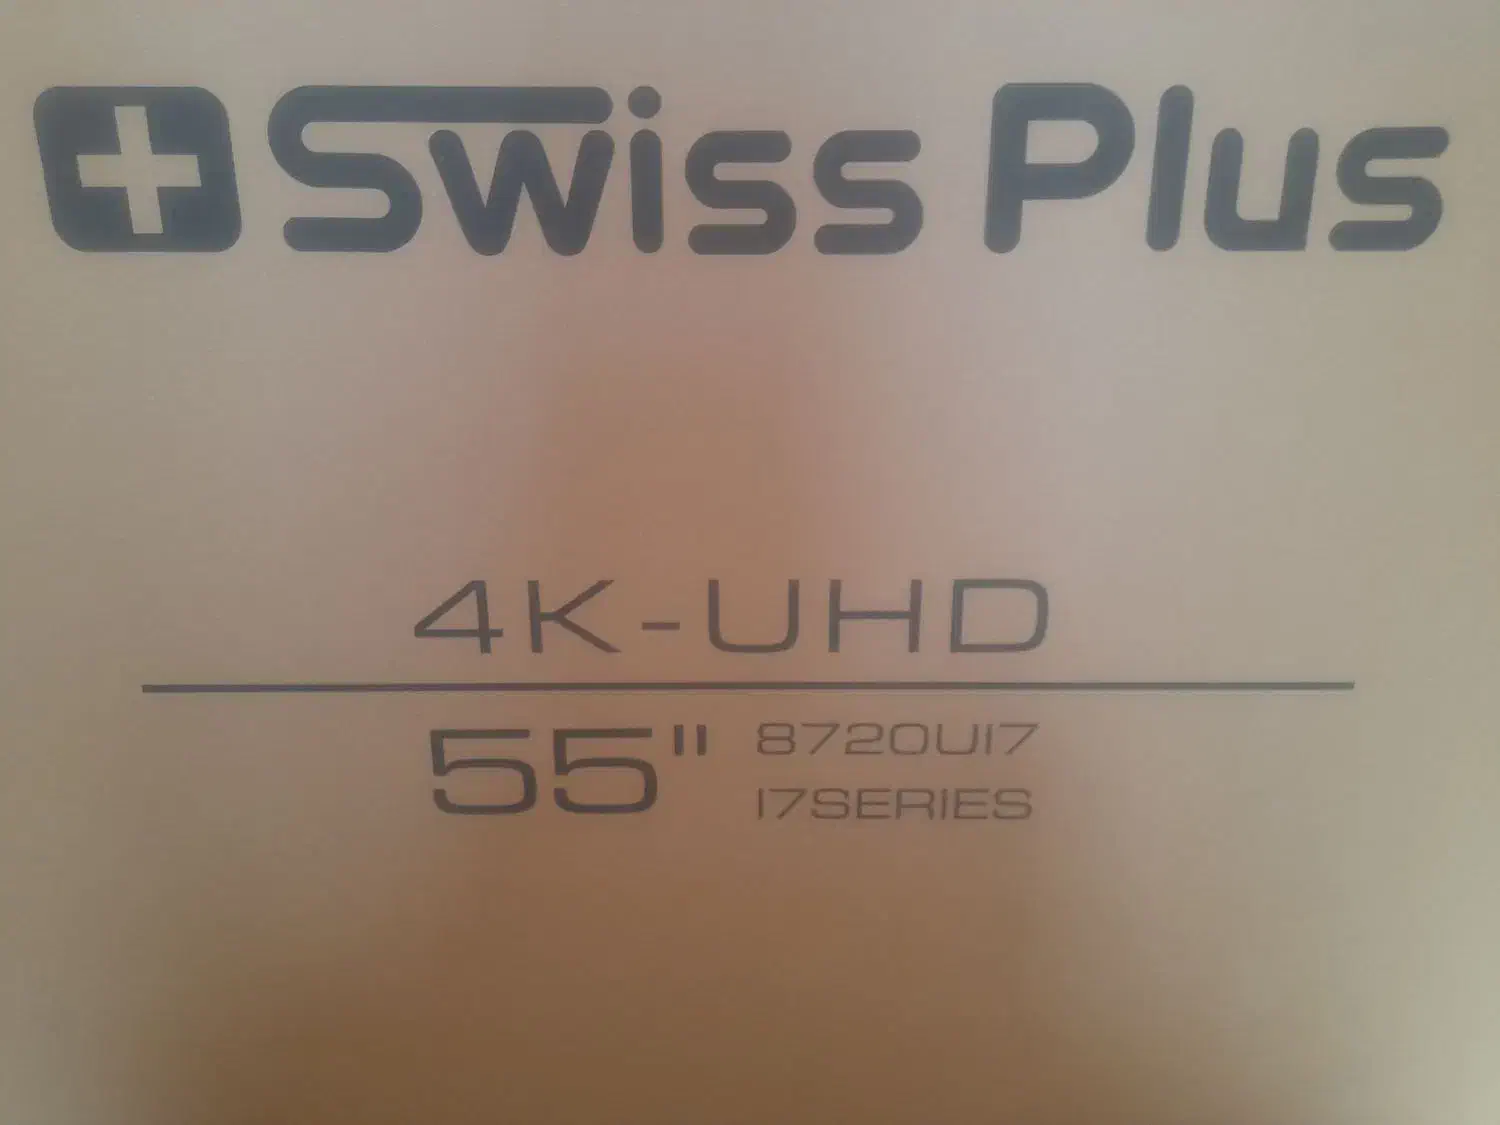 Swiss Plus
4K-UHD
55" 8720UI7
I7SERIES